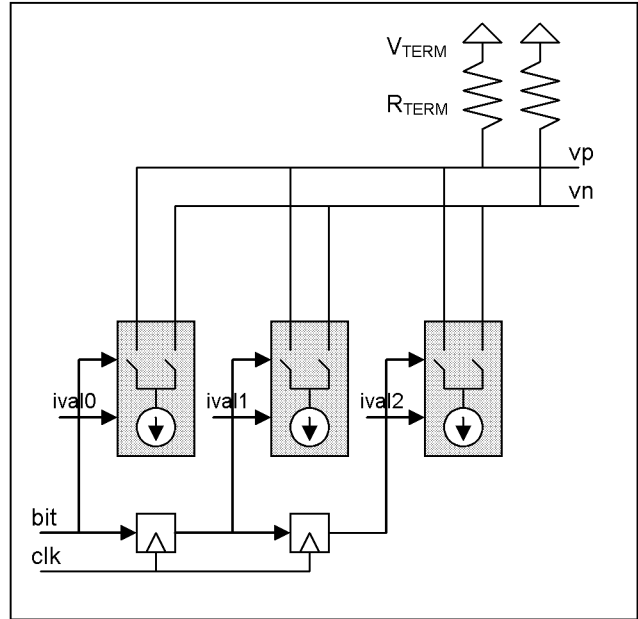 VTERM
RTERM
vp
vn
ival0
ival1
ival2
bit
clk